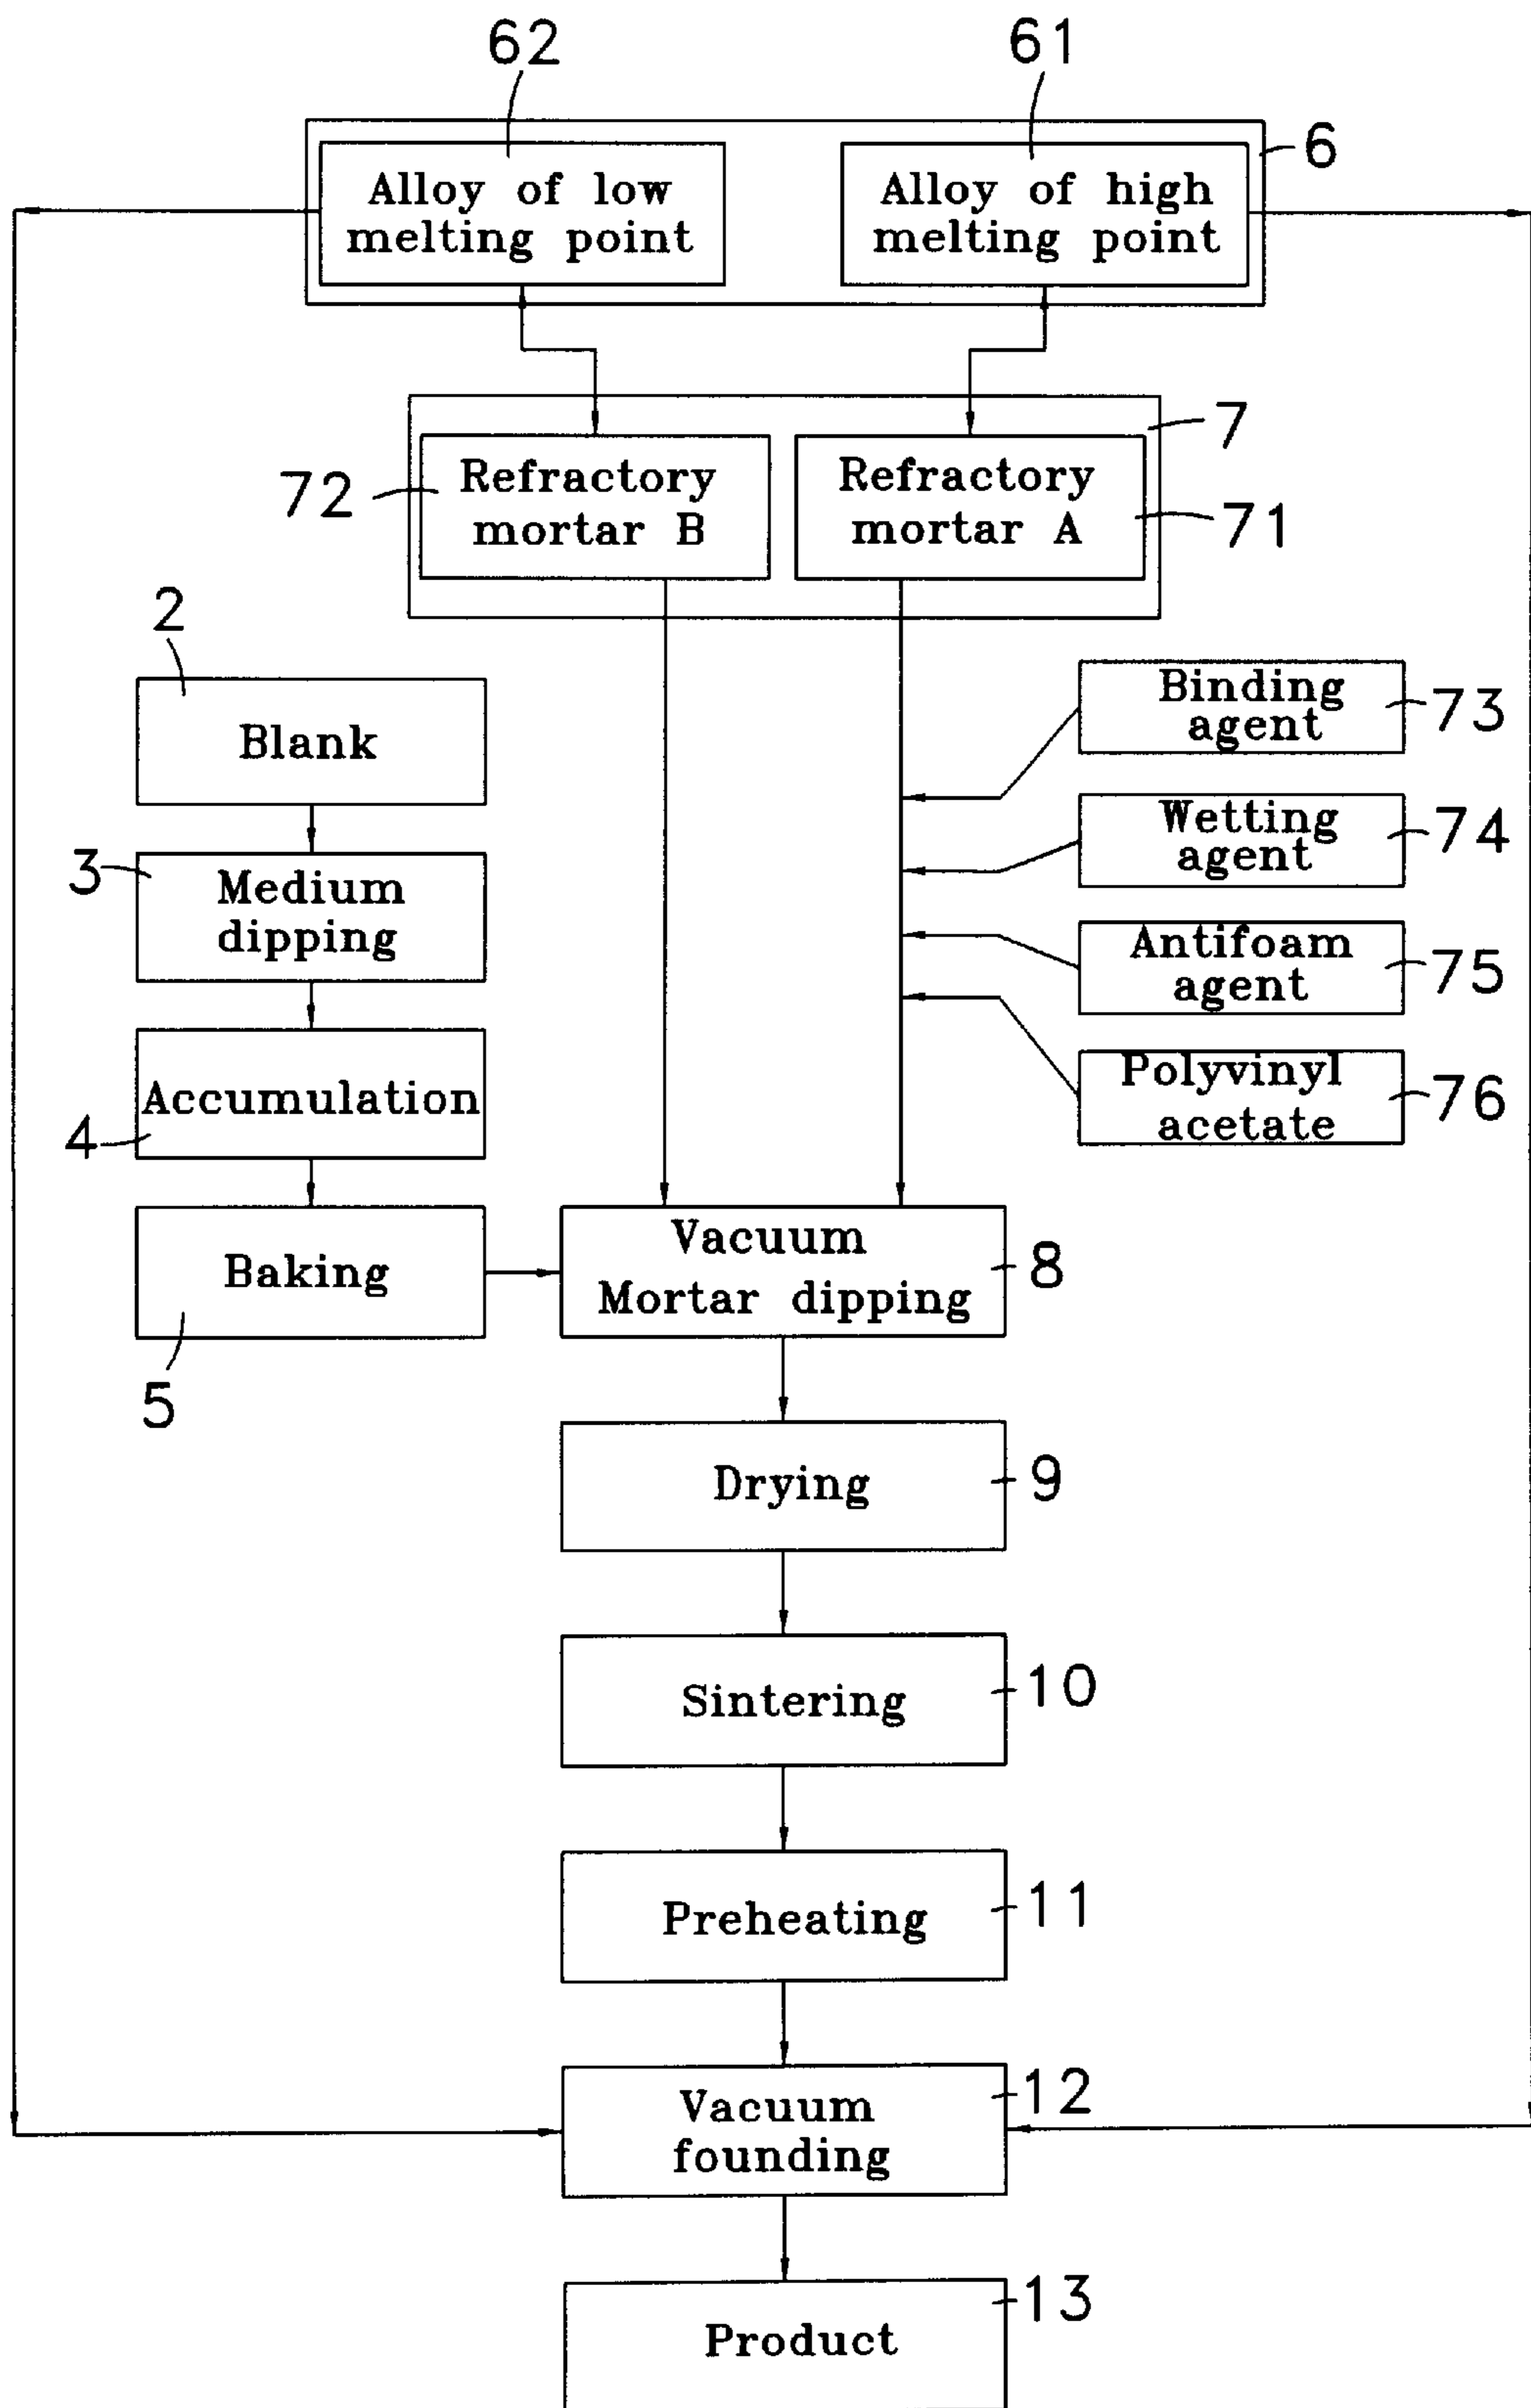 62
61
6
Alloy of low
melting point
Alloy of high
melting point
7
72
Refractory
mortar B
Refractory
mortar A
71
2
Blank
Binding
agent
73
3
Medium
dipping
Wetting
agent
74
Antifoam
agent
75
4
Accumulation
Polyvinyl
acetate
76
Baking
5
Vacuum
Mortar dipping
8
Drying
9
Sintering
10
Preheating
11
Vacuum
founding
12
Product
13